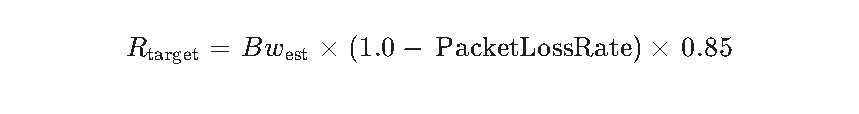 R_target = Bw_est × (1.0 − PacketLossRate) × 0.85